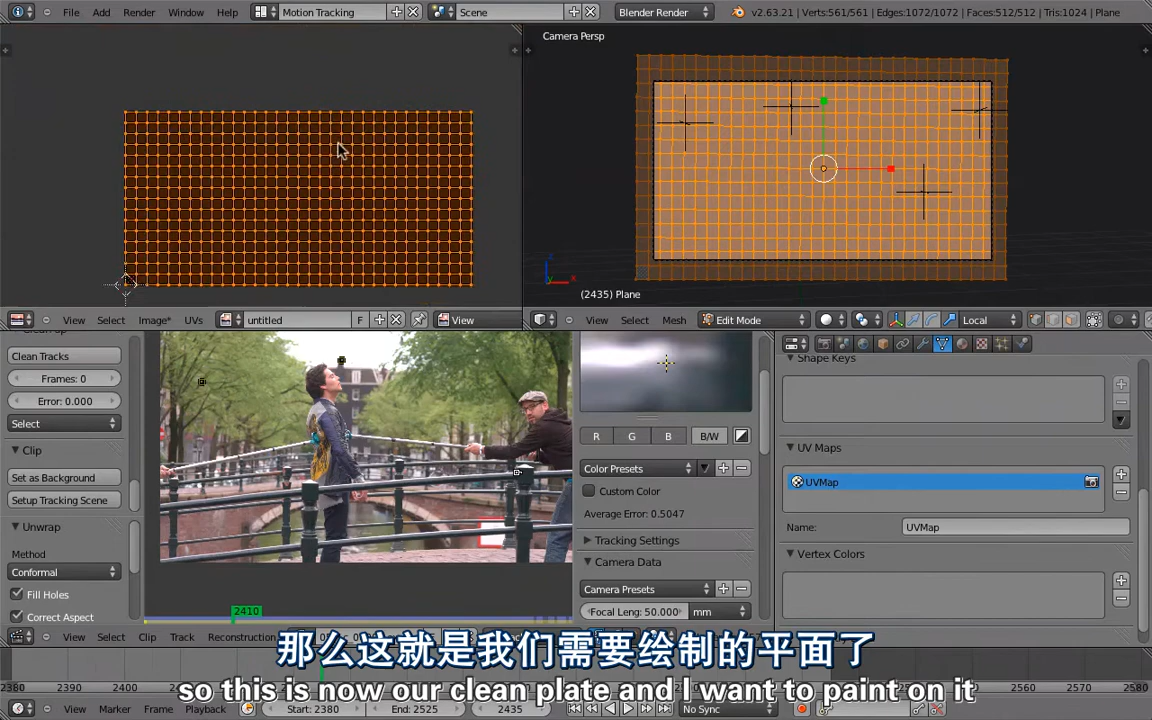 File Add Render Window Help Motion Tracking Scene Blender Render v2.63.21 | Verts:561/561 | Edges:1072/1072 | Faces:512/512 | Tris:1024 | Plane
Camera Persp
(2435) Plane
View Select Image* UVs untitled F View
View Select Mesh Edit Mode Local
Clean Tracks
Frames: 0
Error: 0.000
Select
Clip
Set as Background
Setup Tracking Scene
Unwrap
Method
Conformal
Fill Holes
Correct Aspect
2410
View Select Clip Track Reconstruction
R G B B/W
Color Presets
Custom Color
Average Error: 0.5047
Tracking Settings
Camera Data
Camera Presets
Focal Len: 50.000 mm
Shape Keys
UV Maps
UVMap
Name: UVMap
Vertex Colors
那么这就是我们需要绘制的平面了
so this is now our clean plate and I want to paint on it
2380 2400 2560 2580
View Marker Frame Playback Start: 2380 End: 2525 2435 No Sync